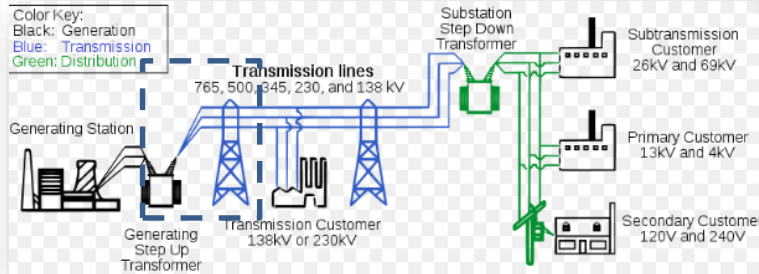 Color Key:
Black: Generation
Blue: Transmission
Green: Distribution
Substation
Step Down
Transformer
Subtransmission
Customer
26kV and 69kV
Transmission lines
765, 500, 345, 230, and 138 kV
Generating Station
Primary Customer
13kV and 4kV
Transmission Customer
138kV or 230kV
Generating
Step Up
Transformer
Secondary Customer
120V and 240V